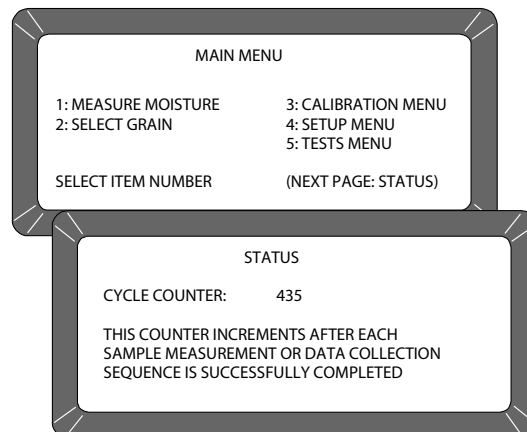 MAIN MENU
1: MEASURE MOISTURE
2: SELECT GRAIN
3: CALIBRATION MENU
4: SETUP MENU
5: TESTS MENU
SELECT ITEM NUMBER
(NEXT PAGE: STATUS)
STATUS
CYCLE COUNTER: 435
THIS COUNTER INCREMENTS AFTER EACH
SAMPLE MEASUREMENT OR DATA COLLECTION
SEQUENCE IS SUCCESSFULLY COMPLETED